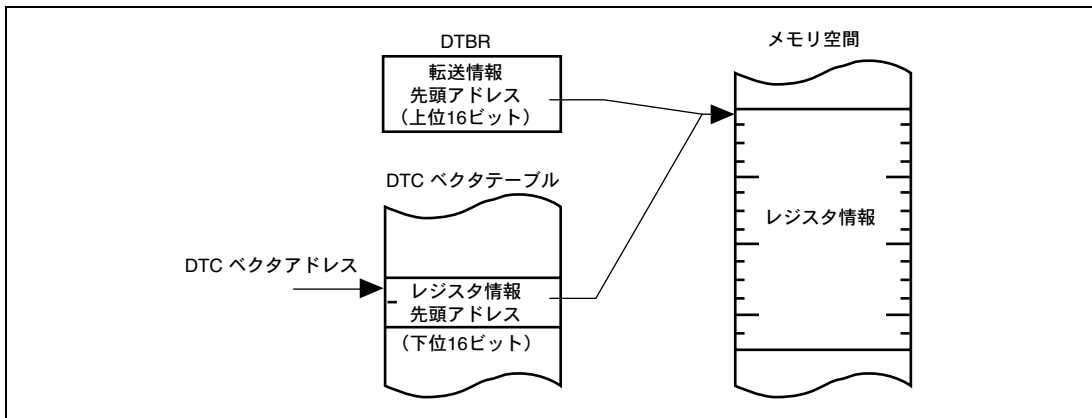 DTBR
転送情報
先頭アドレス
(上位16ビット)
メモリ空間
DTC ベクタテーブル
レジスタ情報
DTC ベクタアドレス
レジスタ情報
先頭アドレス
(下位16ビット)